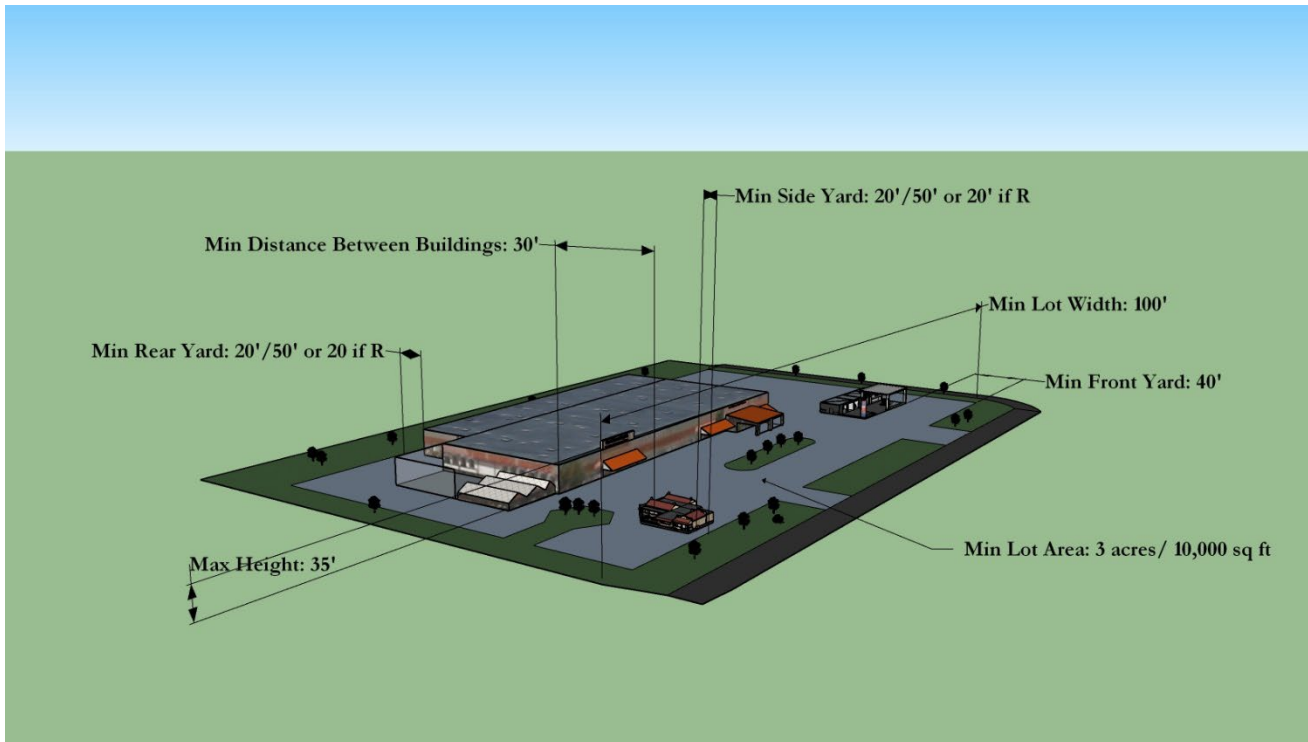 Min Side Yard: 20'/50' or 20' if R
Min Distance Between Buildings: 30'
Min Lot Width: 100'
Min Rear Yard: 20'/50' or 20 if R
Min Front Yard: 40'
Min Lot Area: 3 acres/ 10,000 sq ft
Max Height: 35'